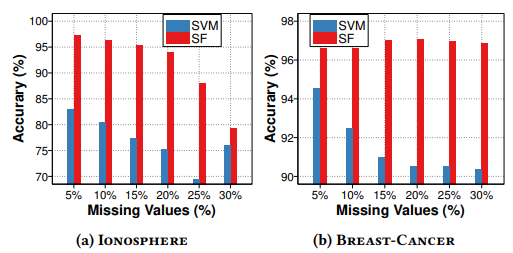 SVM
SF
100
95
90
85
80
75
70
Accurary (%)
5% 10% 15% 20% 25% 30%
Missing Values (%)
(a) IONOSPHERE
SVM
SF
98
96
94
92
90
Accurary (%)
5% 10% 15% 20% 25% 30%
Missing Values (%)
(b) BREAST-CANCER